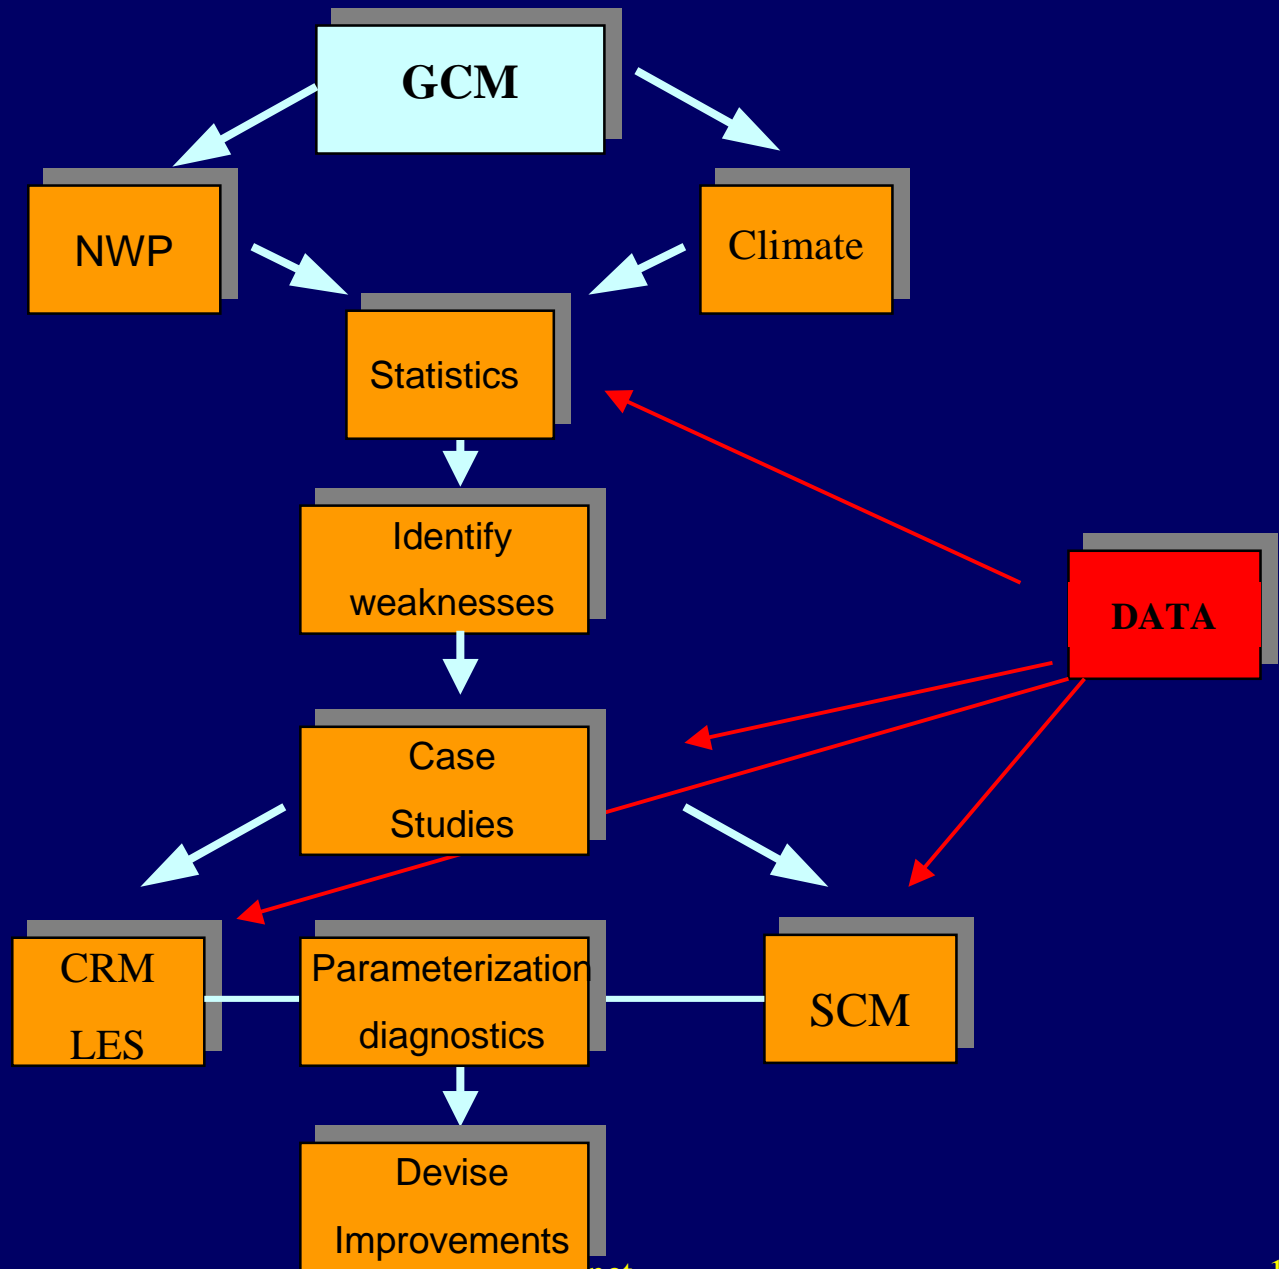 GCM
NWP
Climate
Statistics
Identify
weaknesses
DATA
Case
Studies
CRM
LES
Parameterization
diagnostics
SCM
Devise
Improvements